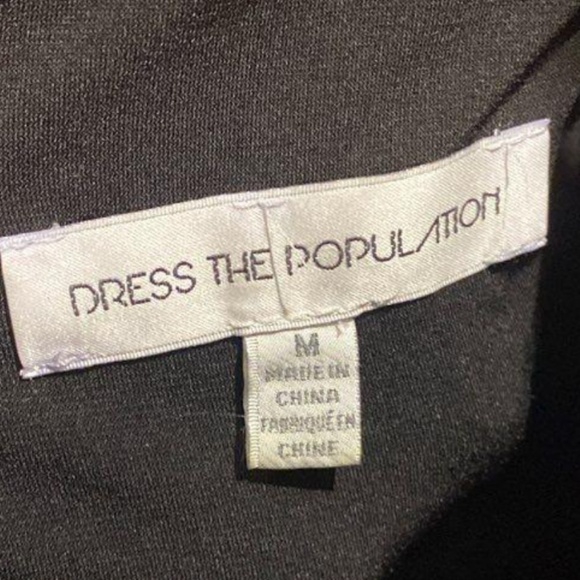 DRESS THE POPULATION
M
MADE IN
CHINA
FABRIQUÉ EN
CHINE